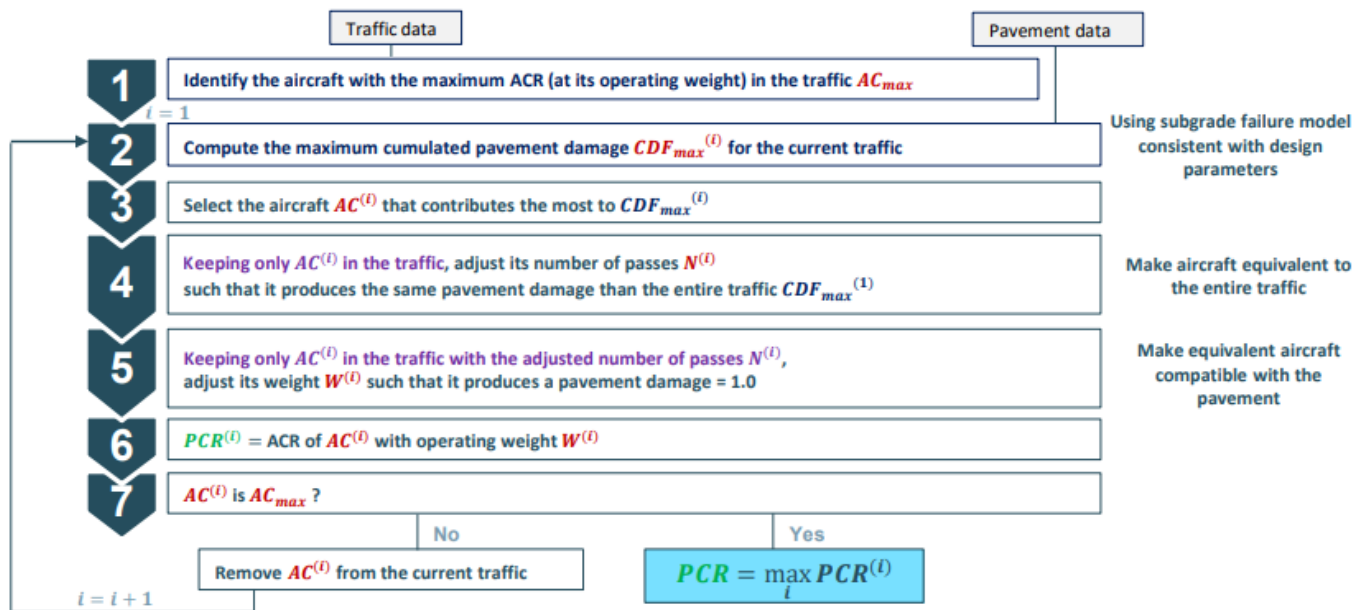 Traffic data
Pavement data
1
Identify the aircraft with the maximum ACR (at its operating weight) in the traffic AC_max
i = 1
2
Compute the maximum cumulated pavement damage CDF_max^(i) for the current traffic
Using subgrade failure model
consistent with design
parameters
3
Select the aircraft AC^(i) that contributes the most to CDF_max^(i)
4
Keeping only AC^(i) in the traffic, adjust its number of passes N^(i)
such that it produces the same pavement damage than the entire traffic CDF_max^(1)
Make aircraft equivalent to
the entire traffic
5
Keeping only AC^(i) in the traffic with the adjusted number of passes N^(i),
adjust its weight W^(i) such that it produces a pavement damage = 1.0
Make equivalent aircraft
compatible with the
pavement
6
PCR^(i) = ACR of AC^(i) with operating weight W^(i)
7
AC^(i) is AC_max ?
No
Yes
Remove AC^(i) from the current traffic
PCR = max_i PCR^(i)
i = i + 1